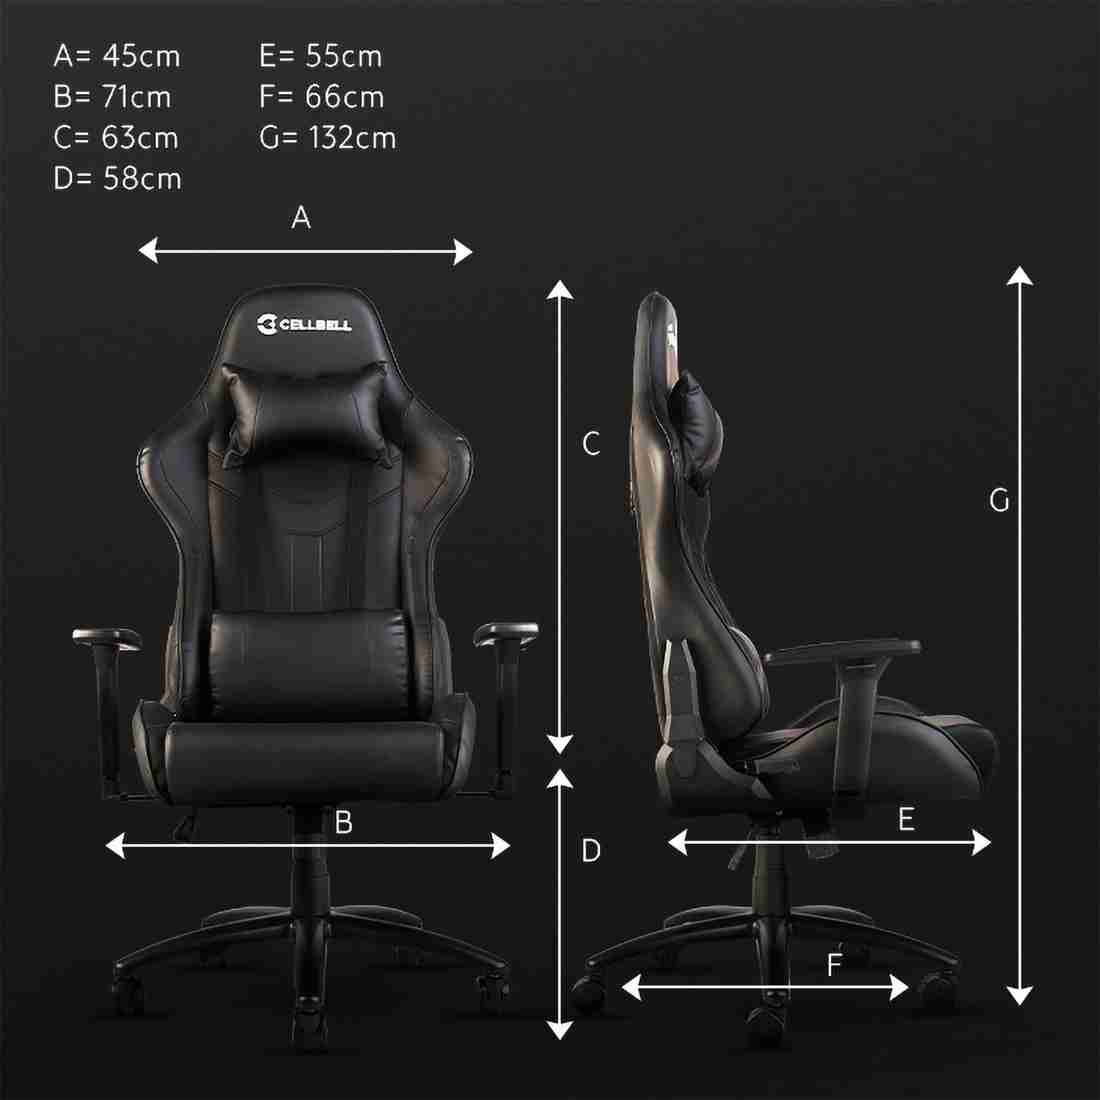 A= 45cm
B= 71cm
C= 63cm
D= 58cm
E= 55cm
F= 66cm
G= 132cm
A
CELLBELL
C
G
B
E
D
F